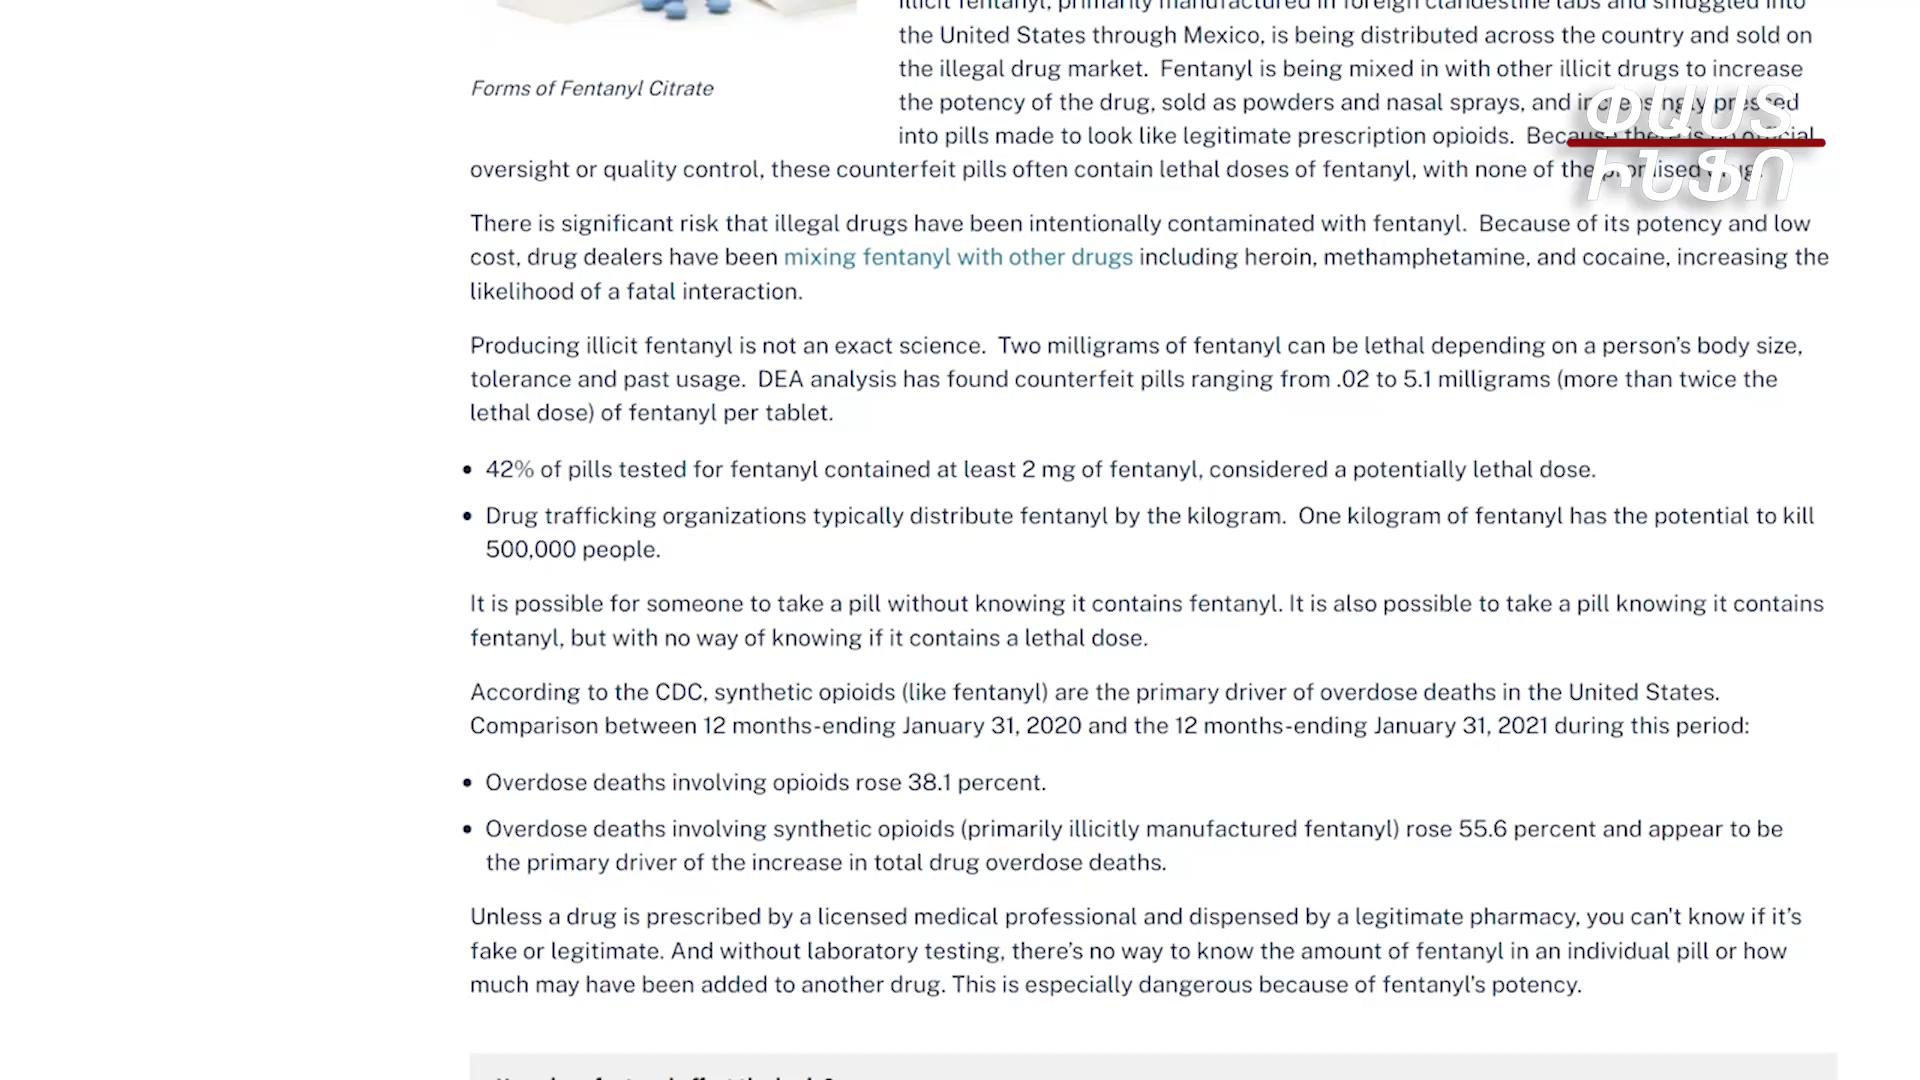 illicit fentanyl, primarily manufactured in foreign clandestine labs and smuggled into
the United States through Mexico, is being distributed across the country and sold on
the illegal drug market. Fentanyl is being mixed in with other illicit drugs to increase
the potency of the drug, sold as powders and nasal sprays, and increasingly pressed
into pills made to look like legitimate prescription opioids. Because there is no official
oversight or quality control, these counterfeit pills often contain lethal doses of fentanyl, with none of the promised drug.
Forms of Fentanyl Citrate
ՓԱՍՏ
ԻՆՖՈ
There is significant risk that illegal drugs have been intentionally contaminated with fentanyl. Because of its potency and low
cost, drug dealers have been mixing fentanyl with other drugs including heroin, methamphetamine, and cocaine, increasing the
likelihood of a fatal interaction.
Producing illicit fentanyl is not an exact science. Two milligrams of fentanyl can be lethal depending on a person's body size,
tolerance and past usage. DEA analysis has found counterfeit pills ranging from .02 to 5.1 milligrams (more than twice the
lethal dose) of fentanyl per tablet.
• 42% of pills tested for fentanyl contained at least 2 mg of fentanyl, considered a potentially lethal dose.
• Drug trafficking organizations typically distribute fentanyl by the kilogram. One kilogram of fentanyl has the potential to kill
500,000 people.
It is possible for someone to take a pill without knowing it contains fentanyl. It is also possible to take a pill knowing it contains
fentanyl, but with no way of knowing if it contains a lethal dose.
According to the CDC, synthetic opioids (like fentanyl) are the primary driver of overdose deaths in the United States.
Comparison between 12 months-ending January 31, 2020 and the 12 months-ending January 31, 2021 during this period:
• Overdose deaths involving opioids rose 38.1 percent.
• Overdose deaths involving synthetic opioids (primarily illicitly manufactured fentanyl) rose 55.6 percent and appear to be
the primary driver of the increase in total drug overdose deaths.
Unless a drug is prescribed by a licensed medical professional and dispensed by a legitimate pharmacy, you can't know if it's
fake or legitimate. And without laboratory testing, there's no way to know the amount of fentanyl in an individual pill or how
much may have been added to another drug. This is especially dangerous because of fentanyl's potency.